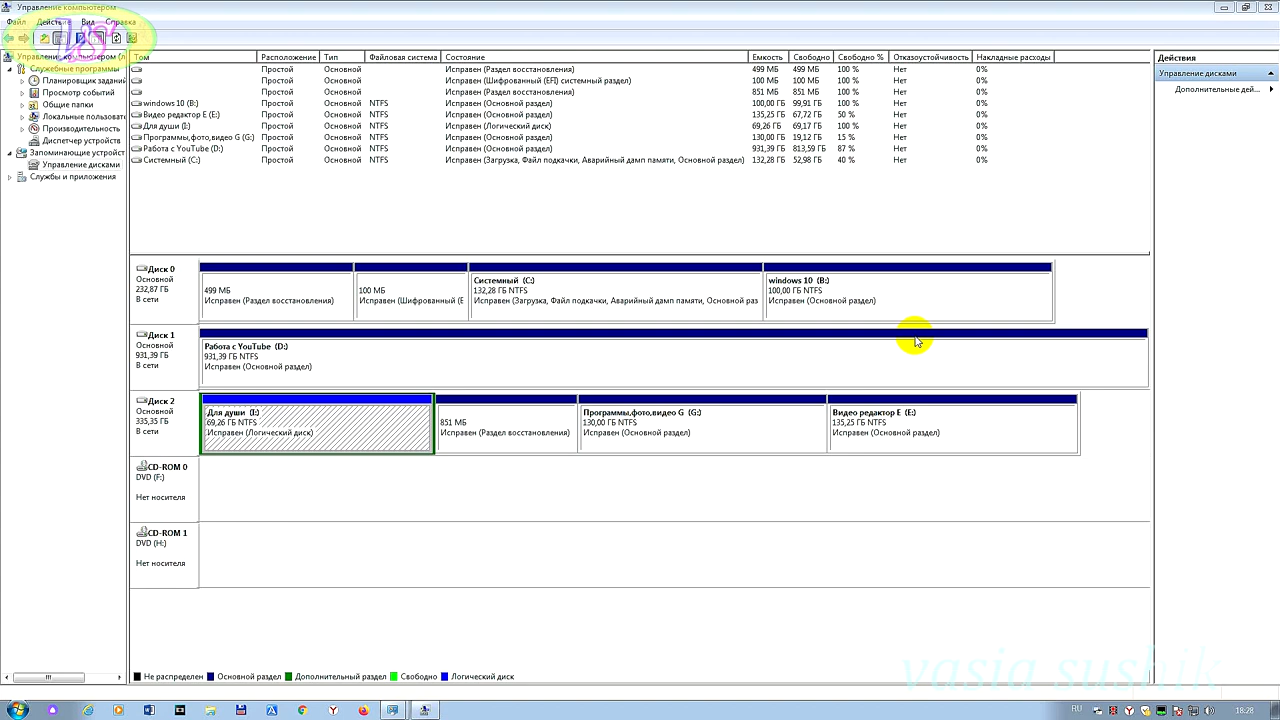 Управление компьютером
Файл Действие Вид Справка
Управление компьютером (л
Служебные программы
Планировщик заданий
Просмотр событий
Общие папки
Локальные пользоват
Производительность
Диспетчер устройств
Запоминающие устройст
Управление дисками
Службы и приложения
Том Расположение Тип Файловая система Состояние Емкость Свободно Свободно % Отказоустойчивость Накладные расходы
Простой Основной Исправен (Раздел восстановления) 499 МБ 499 МБ 100 % Нет 0%
Простой Основной Исправен (Шифрованный (EFI) системный раздел) 100 МБ 100 МБ 100 % Нет 0%
Простой Основной Исправен (Раздел восстановления) 851 МБ 851 МБ 100 % Нет 0%
windows 10 (B:) Простой Основной NTFS Исправен (Основной раздел) 100,00 ГБ 99,91 ГБ 100 % Нет 0%
Видео редактор E (E:) Простой Основной NTFS Исправен (Основной раздел) 135,25 ГБ 67,72 ГБ 50 % Нет 0%
Для души (I:) Простой Основной NTFS Исправен (Логический диск) 69,26 ГБ 69,17 ГБ 100 % Нет 0%
Программы,фото,видео G (G:) Простой Основной NTFS Исправен (Основной раздел) 130,00 ГБ 19,12 ГБ 15 % Нет 0%
Работа с YouTube (D:) Простой Основной NTFS Исправен (Основной раздел) 931,39 ГБ 813,59 ГБ 87 % Нет 0%
Системный (C:) Простой Основной NTFS Исправен (Загрузка, Файл подкачки, Аварийный дамп памяти, Основной раздел) 132,28 ГБ 52,98 ГБ 40 % Нет 0%
Действия
Управление дисками
Дополнительные дей...
Диск 0
Основной
232,87 ГБ
В сети
499 МБ
Исправен (Раздел восстановления)
100 МБ
Исправен (Шифрованный (E
Системный (C:)
132,28 ГБ NTFS
Исправен (Загрузка, Файл подкачки, Аварийный дамп памяти, Основной раз
windows 10 (B:)
100,00 ГБ NTFS
Исправен (Основной раздел)
Диск 1
Основной
931,39 ГБ
В сети
Работа с YouTube (D:)
931,39 ГБ NTFS
Исправен (Основной раздел)
Диск 2
Основной
335,35 ГБ
В сети
Для души (I:)
69,26 ГБ NTFS
Исправен (Логический диск)
851 МБ
Исправен (Раздел восстановления)
Программы,фото,видео G (G:)
130,00 ГБ NTFS
Исправен (Основной раздел)
Видео редактор E (E:)
135,25 ГБ NTFS
Исправен (Основной раздел)
CD-ROM 0
DVD (F:)
Нет носителя
CD-ROM 1
DVD (H:)
Нет носителя
Не распределен Основной раздел Дополнительный раздел Свободно Логический диск
vasia sushik
RU 18:28